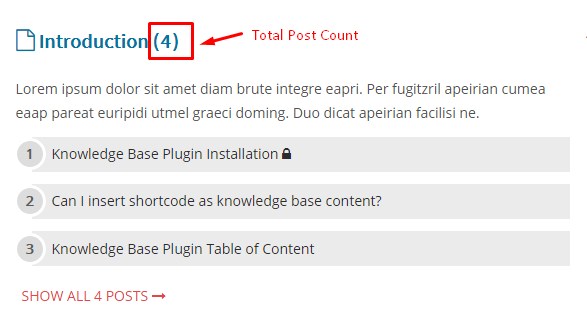 Introduction (4)
Total Post Count
Lorem ipsum dolor sit amet diam brute integre eapri. Per fugitzril apeirian cumea
eaap pareat euripidi utmel graeci doming. Duo dicat apeirian facilisi ne.
1 Knowledge Base Plugin Installation
2 Can I insert shortcode as knowledge base content?
3 Knowledge Base Plugin Table of Content
SHOW ALL 4 POSTS →